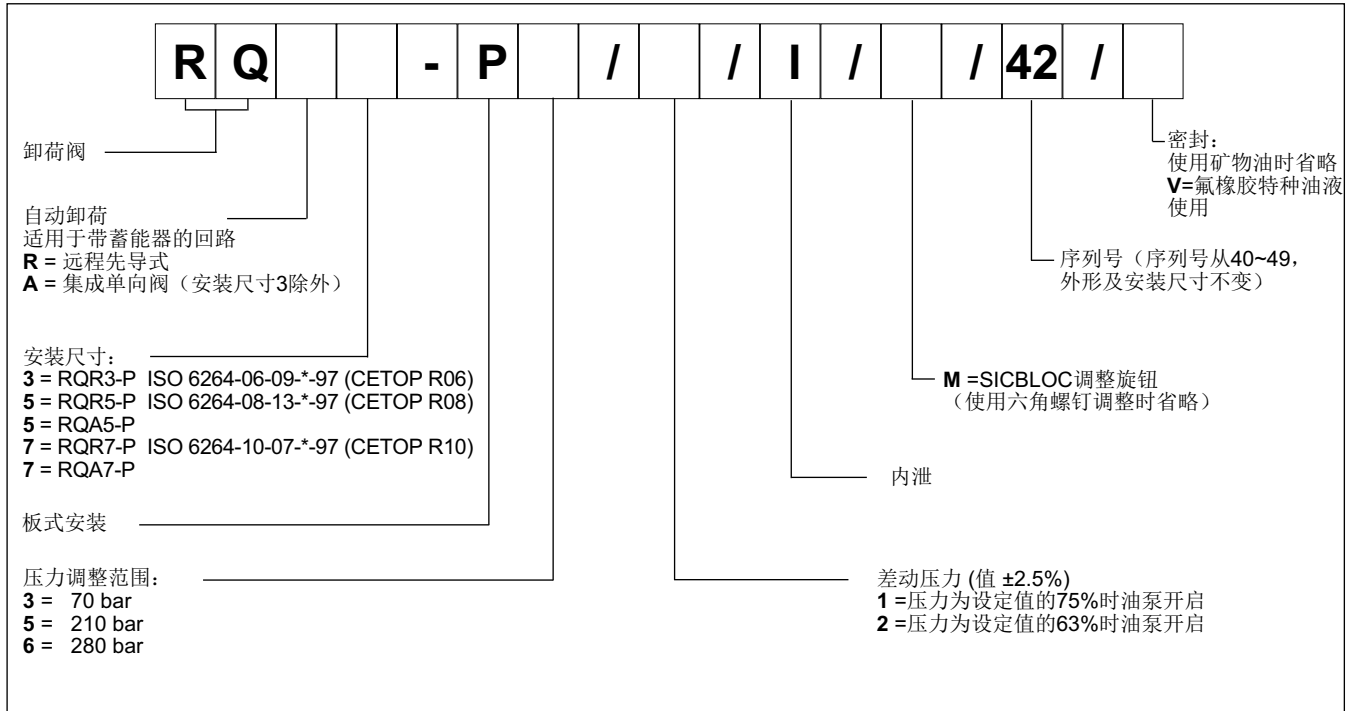 R Q - P / / I / / 42 /
卸荷阀
密封：
使用矿物油时省略
V=氟橡胶特种油液
使用
自动卸荷
适用于带蓄能器的回路
R = 远程先导式
A = 集成单向阀（安装尺寸3除外）
序列号（序列号从40~49，
外形及安装尺寸不变）
安装尺寸：
3 = RQR3-P ISO 6264-06-09-*-97 (CETOP R06)
5 = RQR5-P ISO 6264-08-13-*-97 (CETOP R08)
5 = RQA5-P
7 = RQR7-P ISO 6264-10-07-*-97 (CETOP R10)
7 = RQA7-P
M =SICBLOC调整旋钮
（使用六角螺钉调整时省略）
内泄
板式安装
压力调整范围：
3 = 70 bar
5 = 210 bar
6 = 280 bar
差动压力 (值 ±2.5%)
1 =压力为设定值的75%时油泵开启
2 =压力为设定值的63%时油泵开启